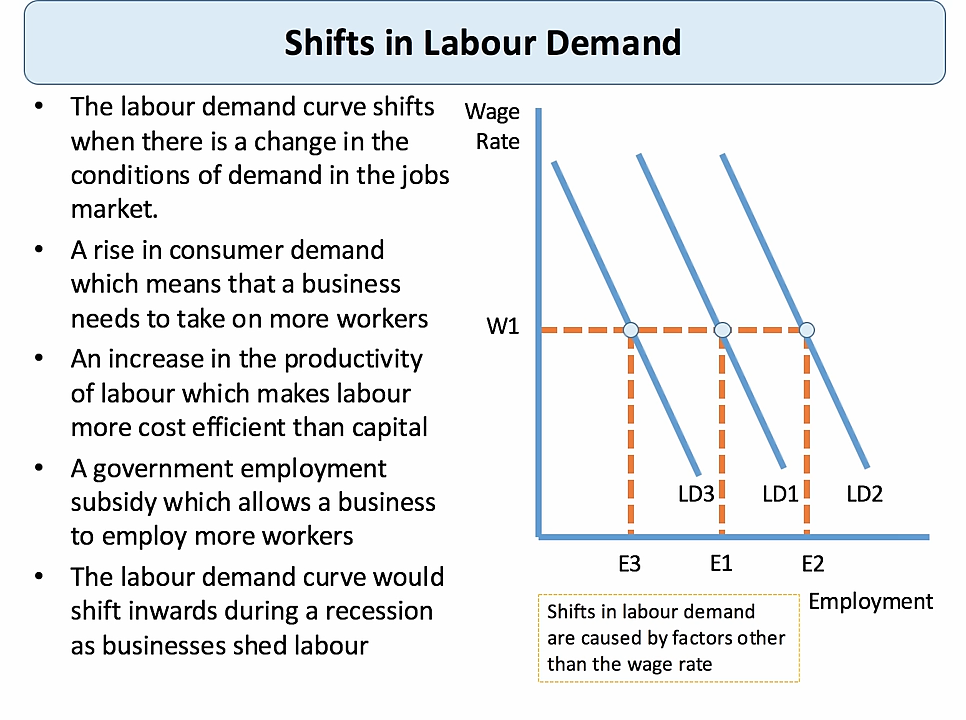 Shifts in Labour Demand
• The labour demand curve shifts
when there is a change in the
conditions of demand in the jobs
market.
• A rise in consumer demand
which means that a business
needs to take on more workers
• An increase in the productivity
of labour which makes labour
more cost efficient than capital
• A government employment
subsidy which allows a business
to employ more workers
• The labour demand curve would
shift inwards during a recession
as businesses shed labour
Wage
Rate
W1
LD3
LD1
LD2
E3
E1
E2
Employment
Shifts in labour demand
are caused by factors other
than the wage rate